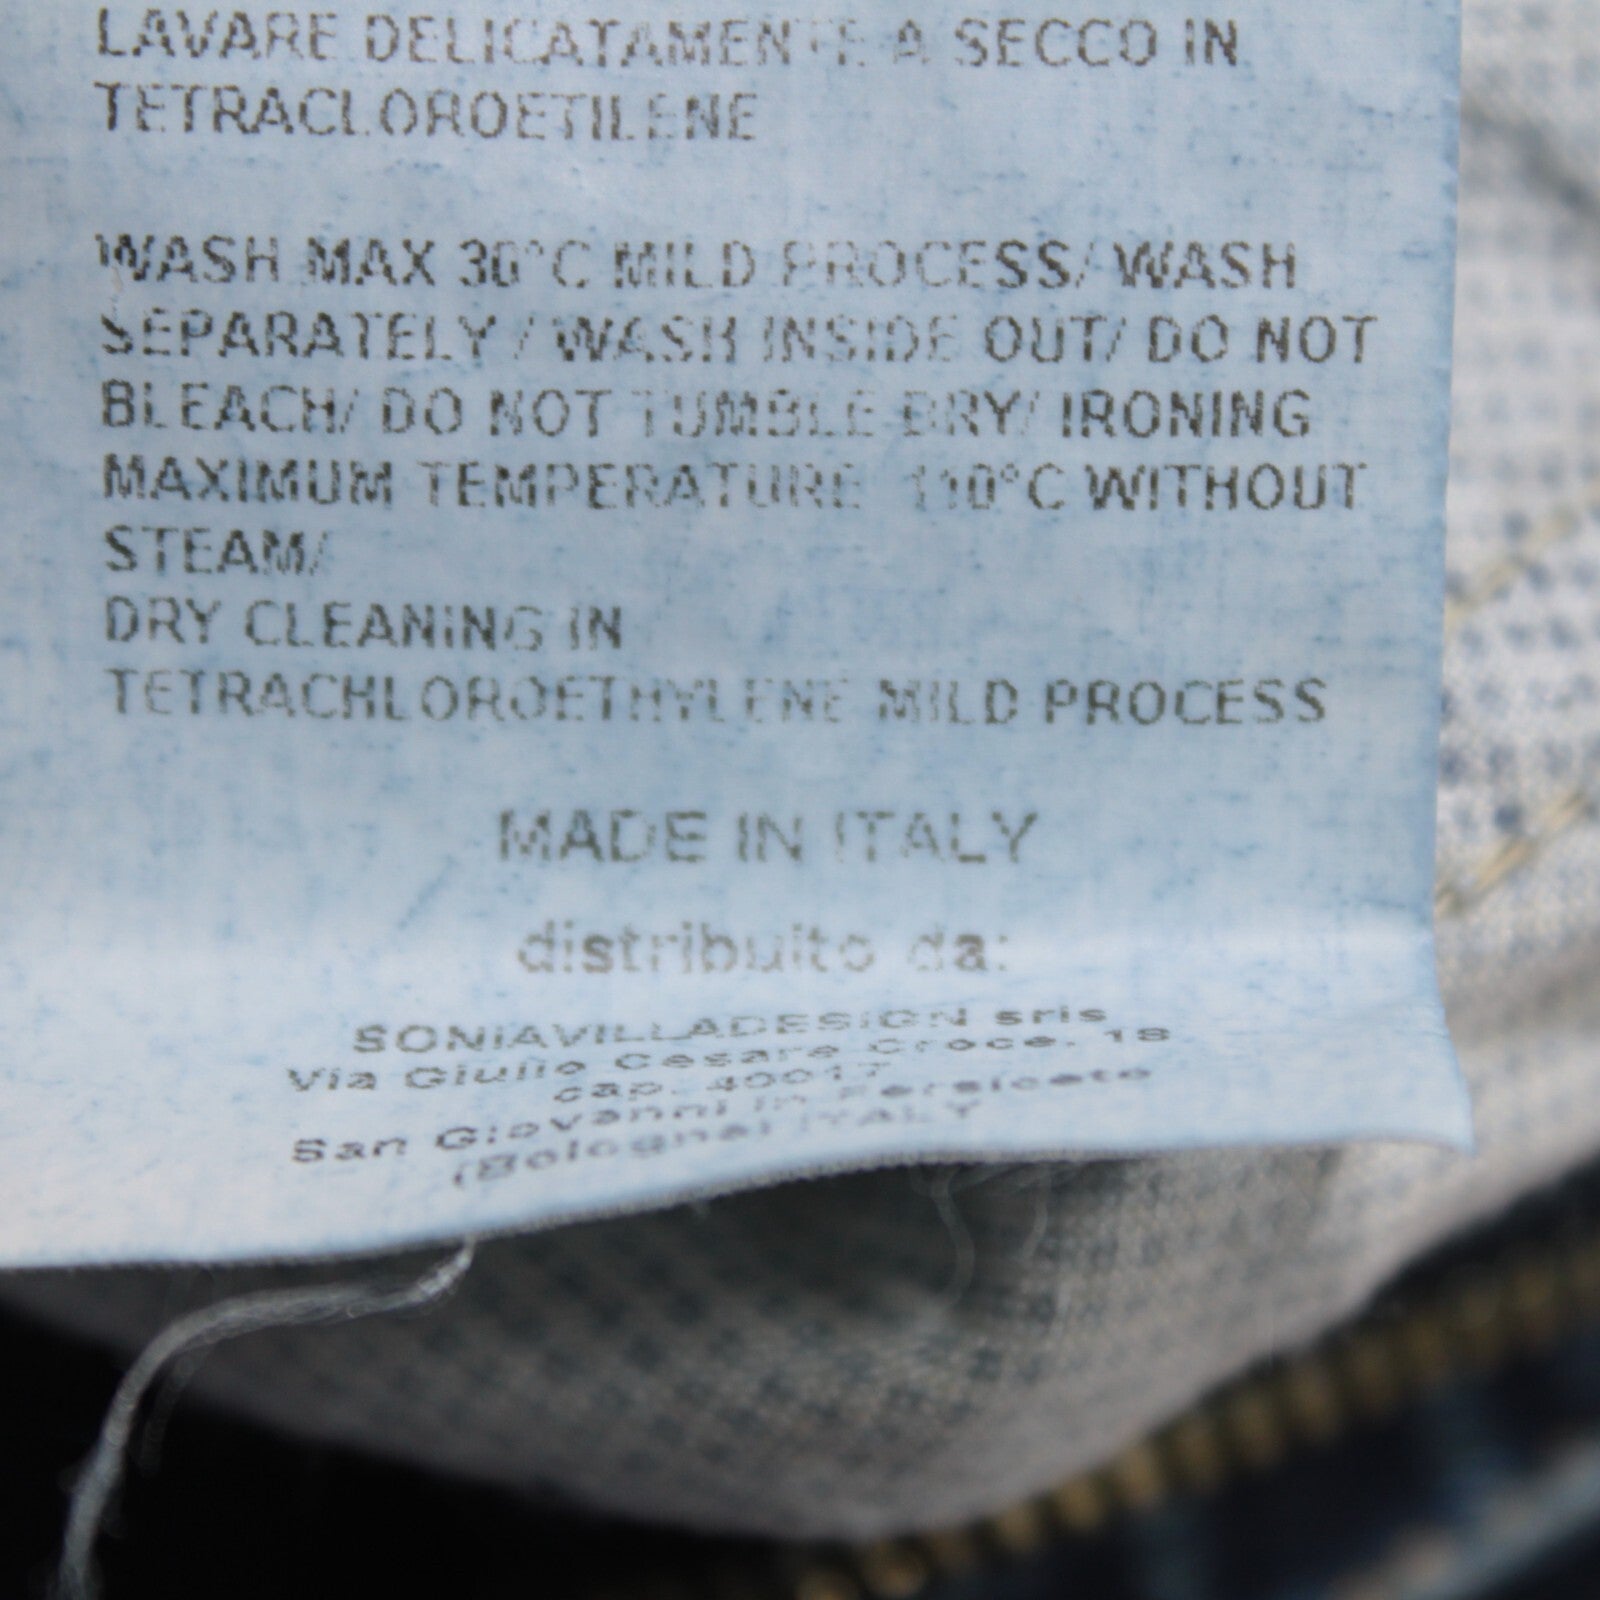 LAVARE DELICATAMENTE A SECCO IN
TETRACLOROETILENE
WASH MAX 30°C MILD PROCESS/ WASH
SEPARATELY / WASH INSIDE OUT/ DO NOT
BLEACH/ DO NOT TUMBLE DRY/ IRONING
MAXIMUM TEMPERATURE 110°C WITHOUT
STEAM/
DRY CLEANING IN
TETRACHLOROETHYLENE MILD PROCESS
MADE IN ITALY
distribuito da:
SONIAVILLADESIGN srls
Via Giulio Cesare Croce, 18
cap. 40017
San Giovanni in Persiceto
(Bologna) ITALY